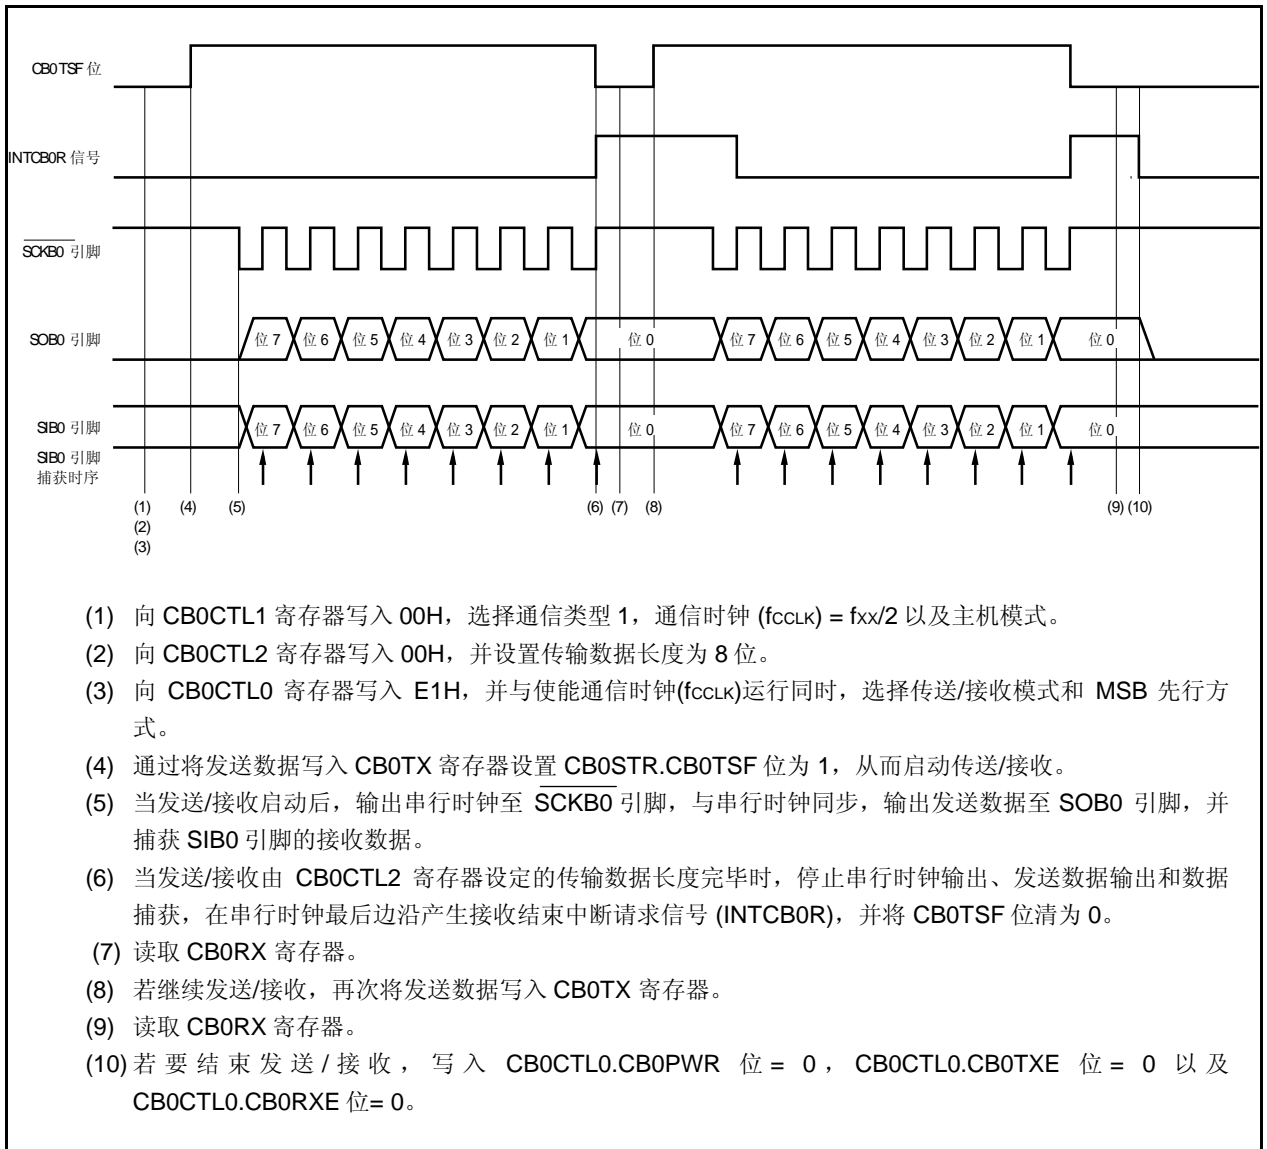 CB0TSF 位
INTCB0R 信号
SCKB0 引脚
SOB0 引脚
位 7 位 6 位 5 位 4 位 3 位 2 位 1 位 0 位 7 位 6 位 5 位 4 位 3 位 2 位 1 位 0
SIB0 引脚
位 7 位 6 位 5 位 4 位 3 位 2 位 1 位 0 位 7 位 6 位 5 位 4 位 3 位 2 位 1 位 0
SIB0 引脚
捕获时序
(1) (4) (5) (6) (7) (8) (9) (10)
(2)
(3)
(1) 向 CB0CTL1 寄存器写入 00H，选择通信类型 1，通信时钟 (fCCLK) = fXX/2 以及主机模式。
(2) 向 CB0CTL2 寄存器写入 00H，并设置传输数据长度为 8 位。
(3) 向 CB0CTL0 寄存器写入 E1H，并与使能通信时钟(fCCLK)运行同时，选择传送/接收模式和 MSB 先行方
式。
(4) 通过将发送数据写入 CB0TX 寄存器设置 CB0STR.CB0TSF 位为 1，从而启动传送/接收。
(5) 当发送/接收启动后，输出串行时钟至 SCKB0 引脚，与串行时钟同步，输出发送数据至 SOB0 引脚，并
捕获 SIB0 引脚的接收数据。
(6) 当发送/接收由 CB0CTL2 寄存器设定的传输数据长度完毕时，停止串行时钟输出、发送数据输出和数据
捕获，在串行时钟最后边沿产生接收结束中断请求信号 (INTCB0R)，并将 CB0TSF 位清为 0。
(7) 读取 CB0RX 寄存器。
(8) 若继续发送/接收，再次将发送数据写入 CB0TX 寄存器。
(9) 读取 CB0RX 寄存器。
(10) 若要结束发送/接收，写入 CB0CTL0.CB0PWR 位= 0，CB0CTL0.CB0TXE 位= 0 以及
CB0CTL0.CB0RXE 位= 0。